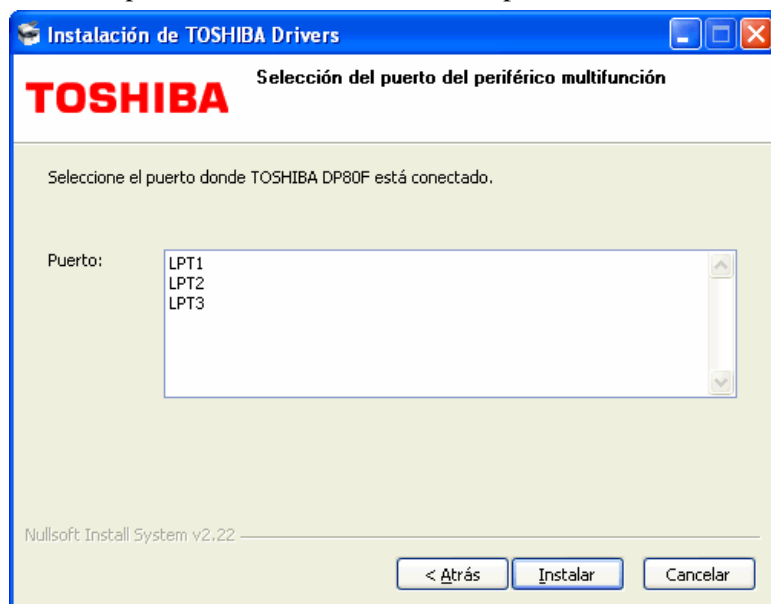 Instalación de TOSHIBA Drivers
TOSHIBA
Selección del puerto del periférico multifunción
Seleccione el puerto donde TOSHIBA DP80F está conectado.
Puerto:
LPT1
LPT2
LPT3
Nullsoft Install System v2.22
< Atrás
Instalar
Cancelar